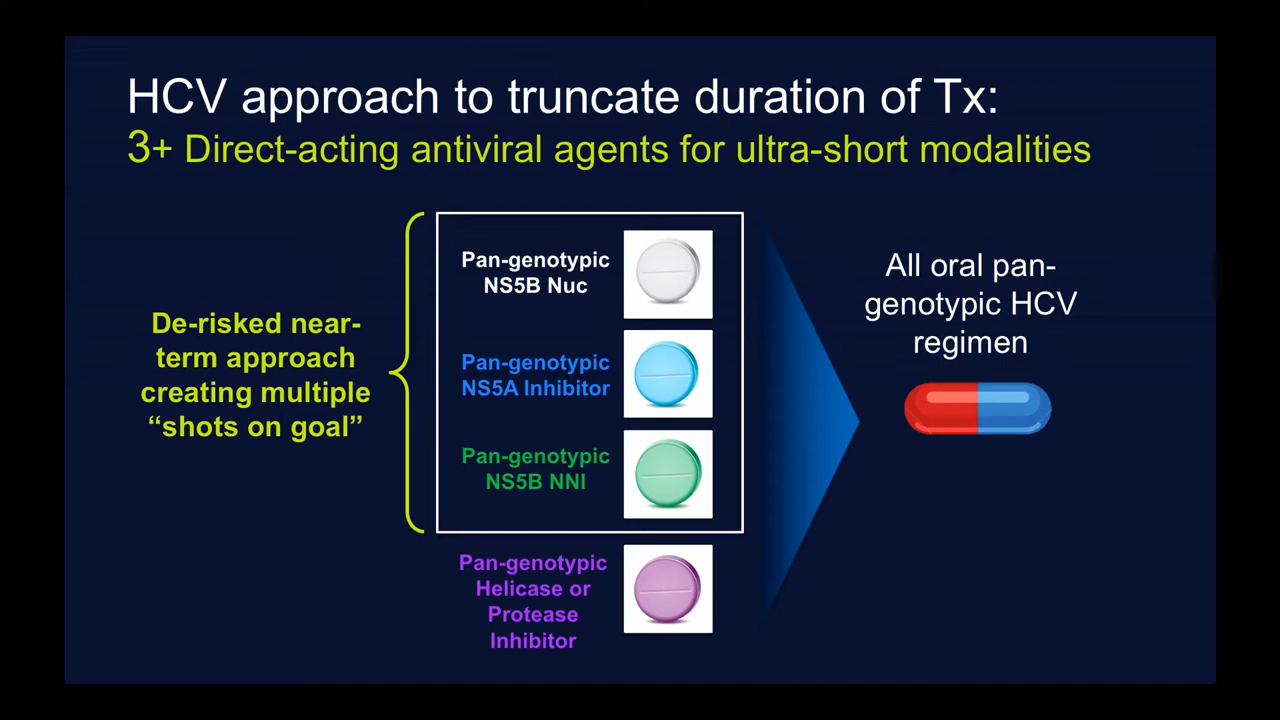 HCV approach to truncate duration of Tx:
3+ Direct-acting antiviral agents for ultra-short modalities
De-risked near-
term approach
creating multiple
“shots on goal”
Pan-genotypic
NS5B Nuc
Pan-genotypic
NS5A Inhibitor
Pan-genotypic
NS5B NNI
Pan-genotypic
Helicase or
Protease
Inhibitor
All oral pan-
genotypic HCV
regimen